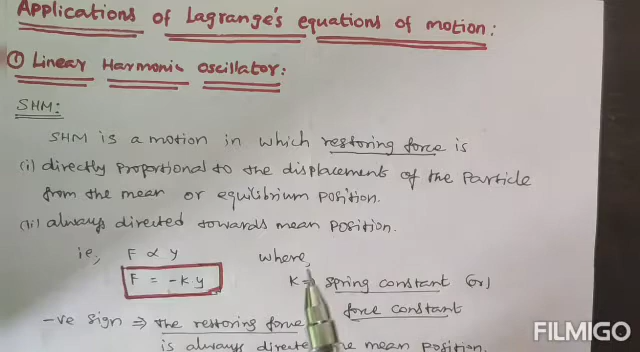 Applications of Lagrange's equations of motion:
① Linear Harmonic oscillator:
SHM:
SHM is a motion in which restoring force is
(i) directly proportional to the displacement of the particle
from the mean or equilibrium position.
(ii) always directed towards mean position.
ie, F ∝ y where,
F = -k.y k = spring constant (or)
force constant
-ve sign ⇒ the restoring force
is always directed the mean position.
FILMIGO